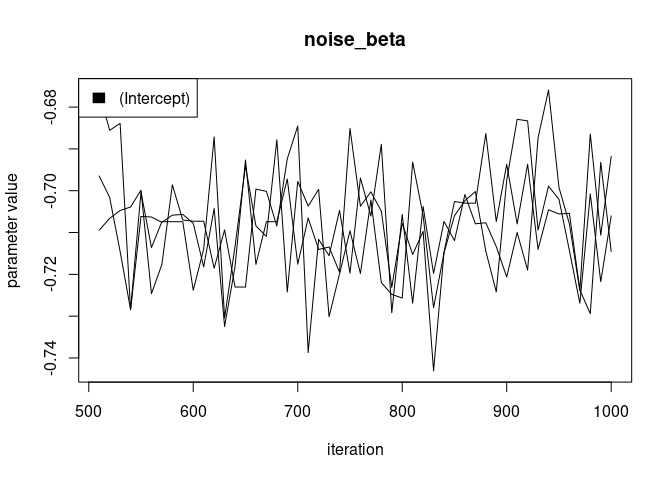 noise_beta
(Intercept)
parameter value
-0.68
-0.70
-0.72
-0.74
500 600 700 800 900 1000
iteration